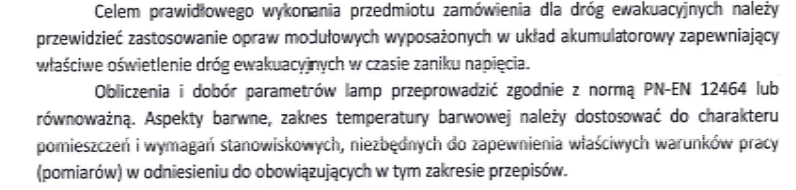 Celem prawidłowego wykonania przedmiotu zamówienia dla dróg ewakuacyjnych należy
przewidzieć zastosowanie opraw modułowych wyposażonych w układ akumulatorowy zapewniający
właściwe oświetlenie dróg ewakuacyjnych w czasie zaniku napięcia.
Obliczenia i dobór parametrów lamp przeprowadzić zgodnie z normą PN-EN 12464 lub
równoważną. Aspekty barwne, zakres temperatury barwowej należy dostosować do charakteru
pomieszczeń i wymagań stanowiskowych, niezbędnych do zapewnienia właściwych warunków pracy
(pomiarów) w odniesieniu do obowiązujących w tym zakresie przepisów.